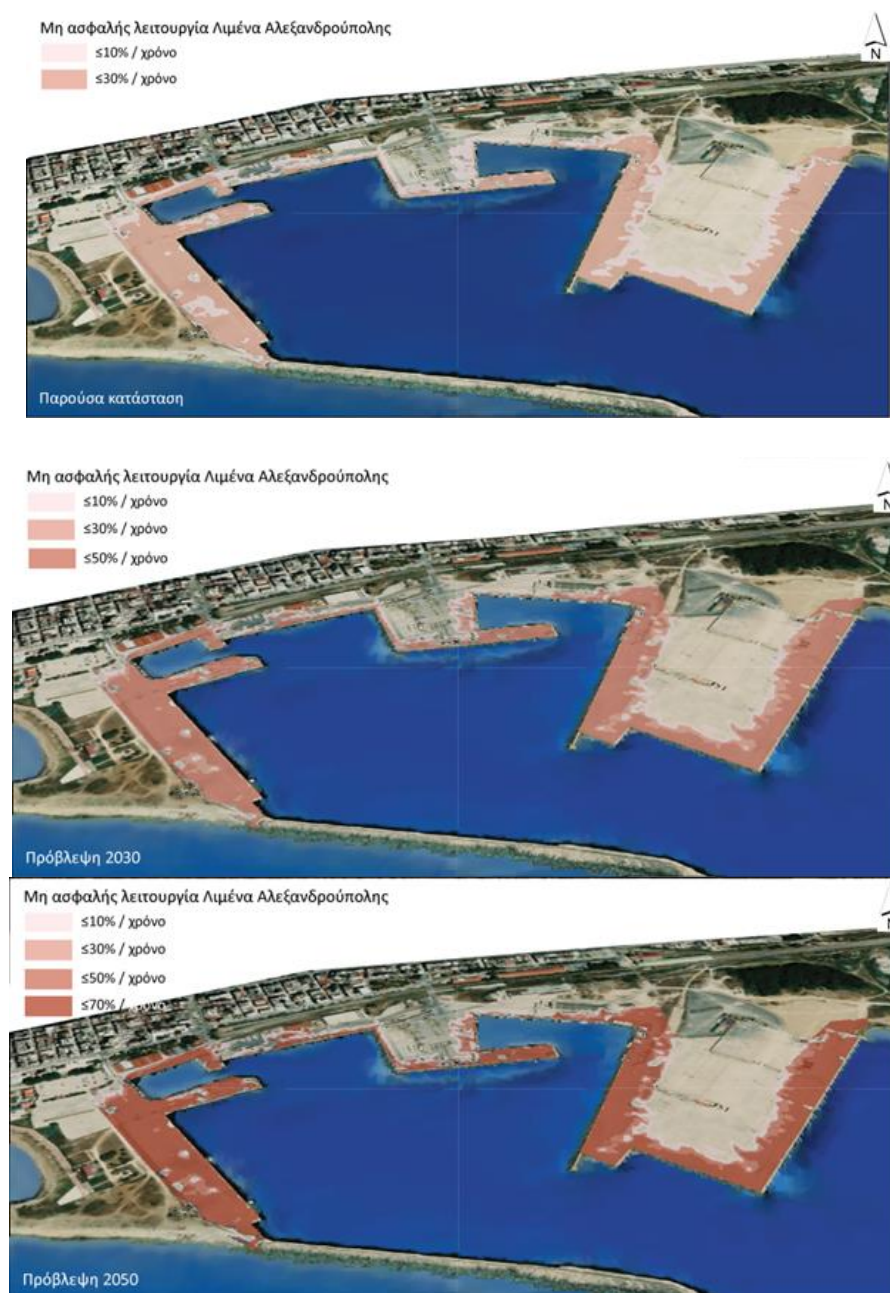 Μη ασφαλής λειτουργία Λιμένα Αλεξανδρούπολης
≤10% / χρόνο
≤30% / χρόνο
N
Παρούσα κατάσταση
Μη ασφαλής λειτουργία Λιμένα Αλεξανδρούπολης
≤10% / χρόνο
≤30% / χρόνο
≤50% / χρόνο
N
Πρόβλεψη 2030
Μη ασφαλής λειτουργία Λιμένα Αλεξανδρούπολης
≤10% / χρόνο
≤30% / χρόνο
≤50% / χρόνο
≤70% / χρόνο
N
Πρόβλεψη 2050